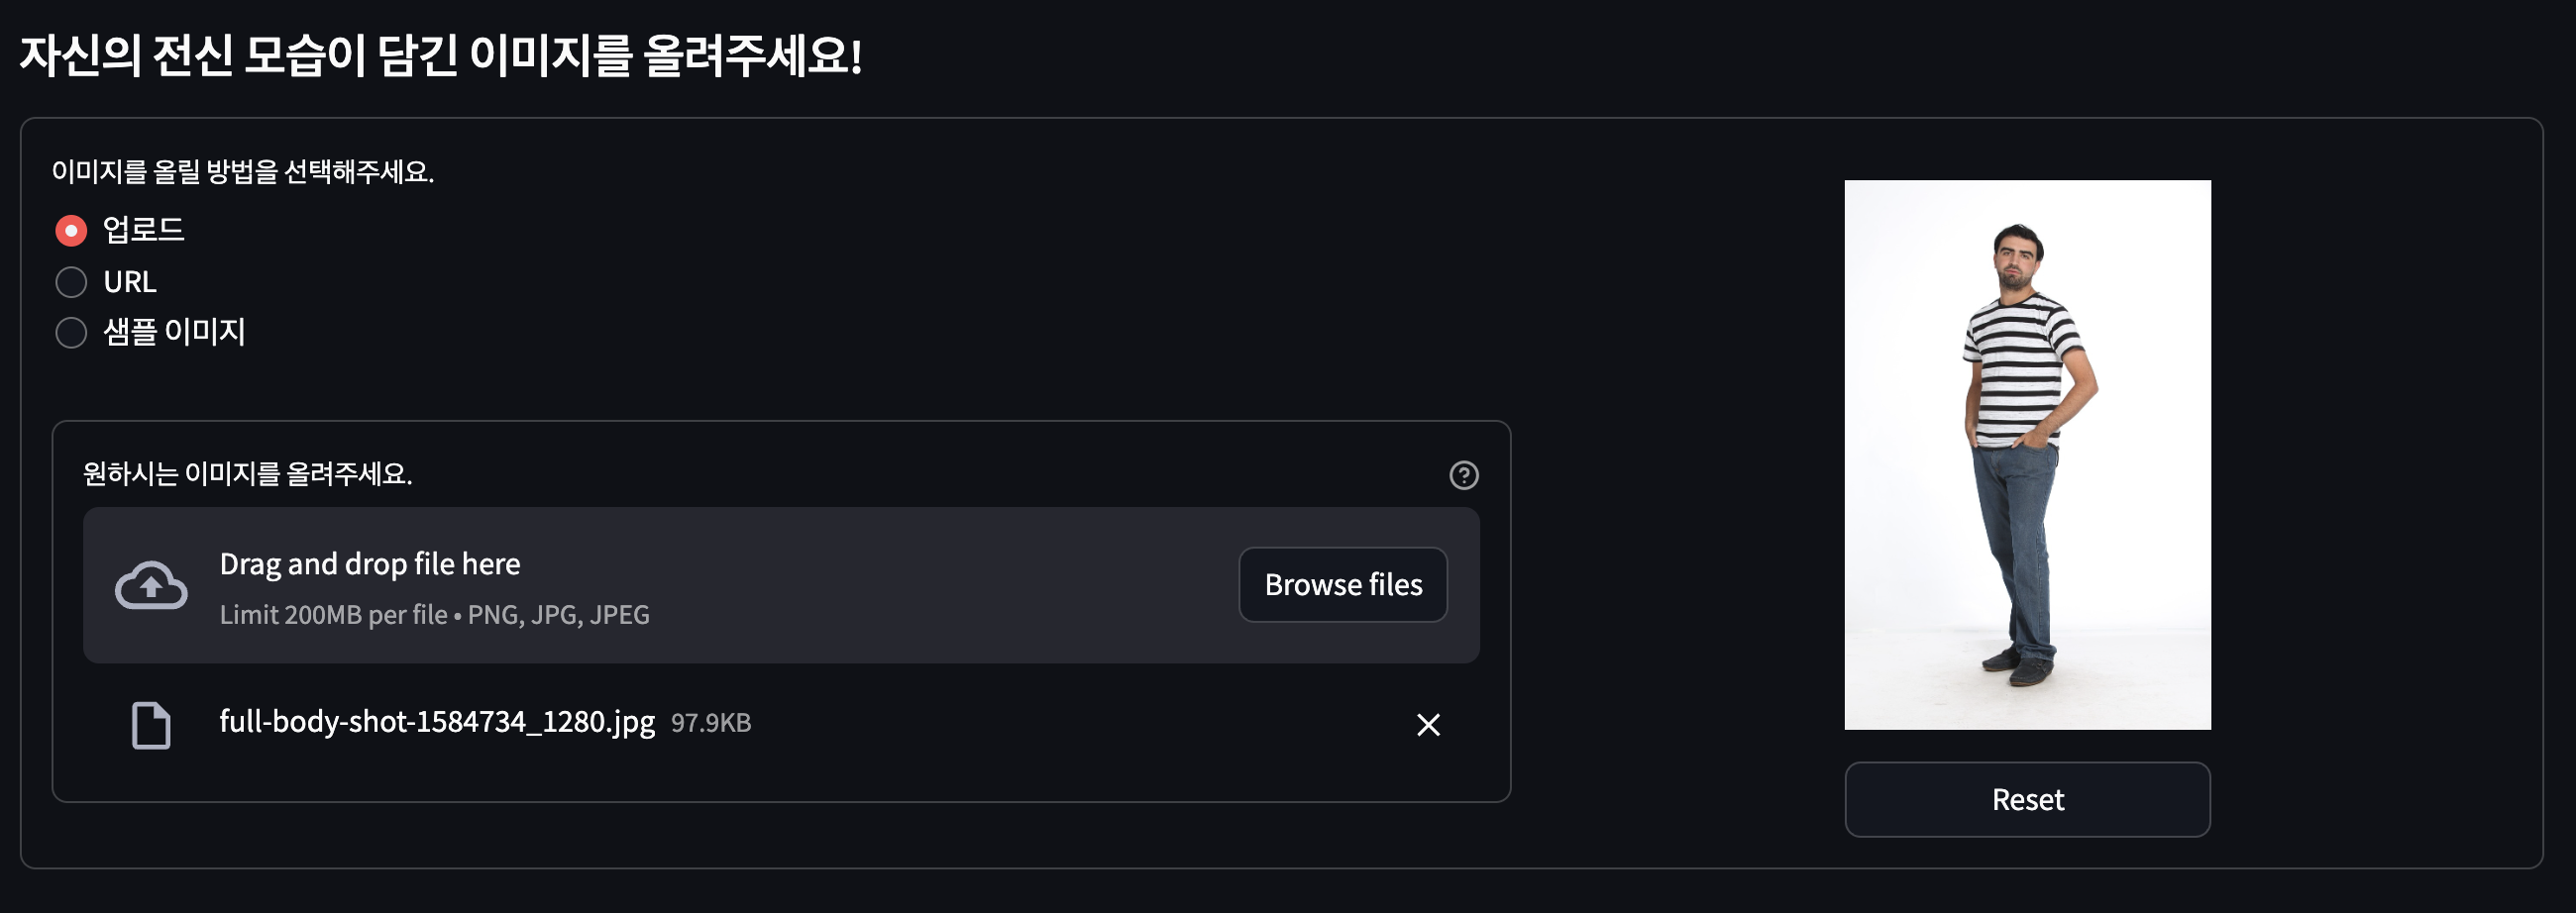 자신의 전신 모습이 담긴 이미지를 올려주세요!
이미지를 올릴 방법을 선택해주세요.
업로드
URL
샘플 이미지
원하시는 이미지를 올려주세요.
Drag and drop file here
Limit 200MB per file • PNG, JPG, JPEG
Browse files
full-body-shot-1584734_1280.jpg 97.9KB
Reset